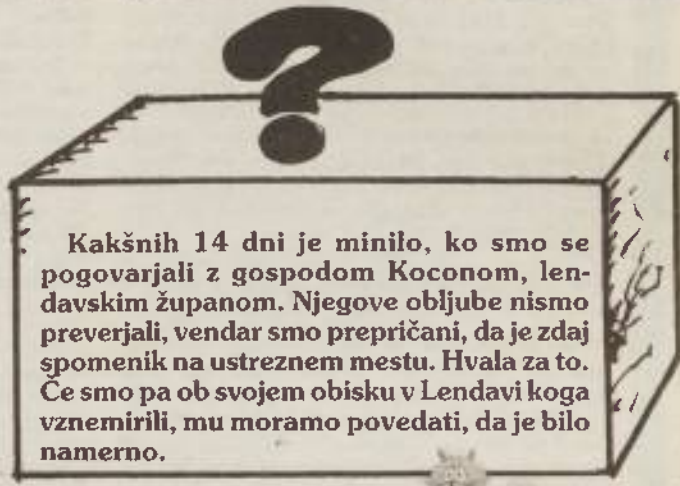 ?
Kakšnih 14 dni je minilo, ko smo se
pogovarjali z gospodom Koconom, len-
davskim županom. Njegove obljube nismo
preverjali, vendar smo prepričani, da je zdaj
spomenik na ustreznem mestu. Hvala za to.
Če smo pa ob svojem obisku v Lendavi koga
vznemirili, mu moramo povedati, da je bilo
namerno.